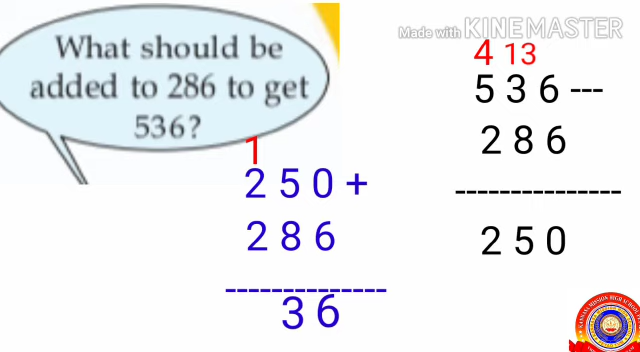 Made with KINEMASTER
What should be
added to 286 to get
536?
1
2 5 0 +
2 8 6
---------------
3 6
4 13
5 3 6 ---
2 8 6
---------------
2 5 0